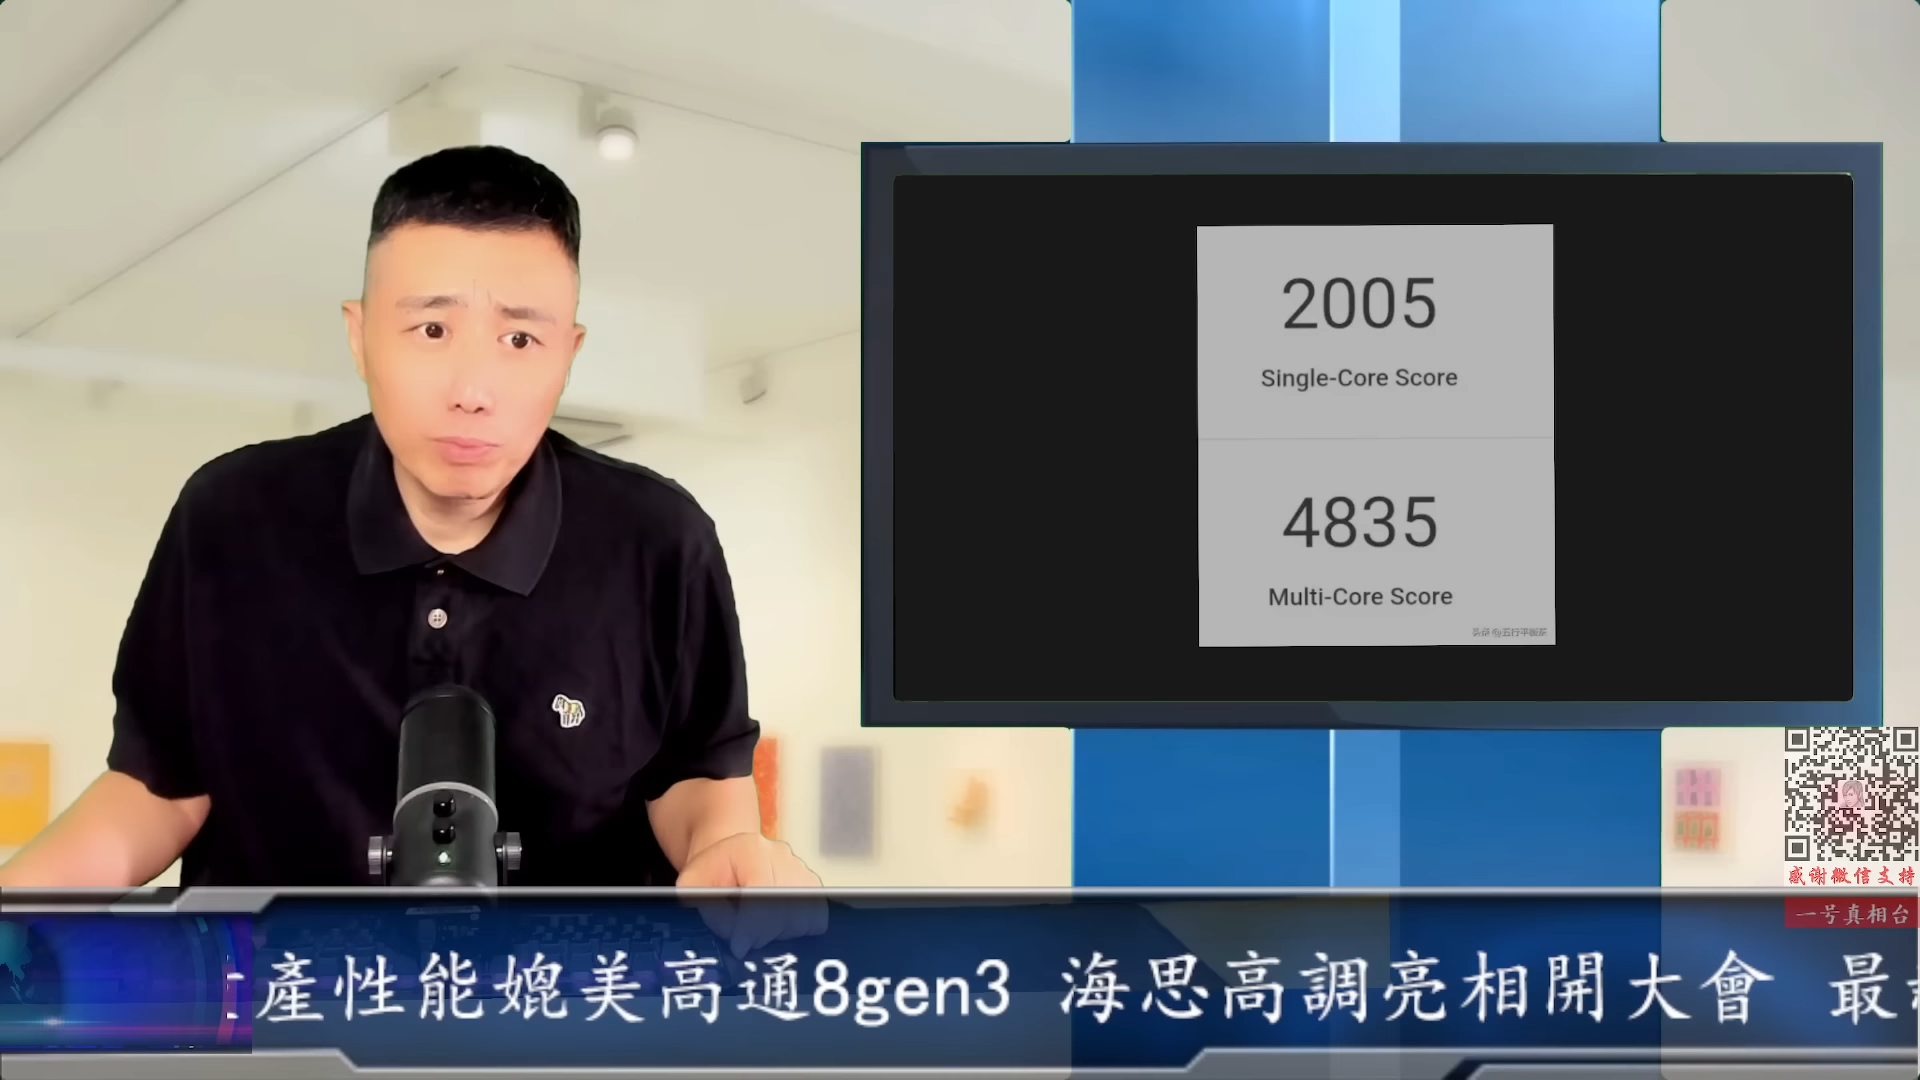 2005
Single-Core Score
4835
Multi-Core Score
感谢微信支持
一号真相台
產性能媲美高通8gen3 海思高調亮相開大會 最